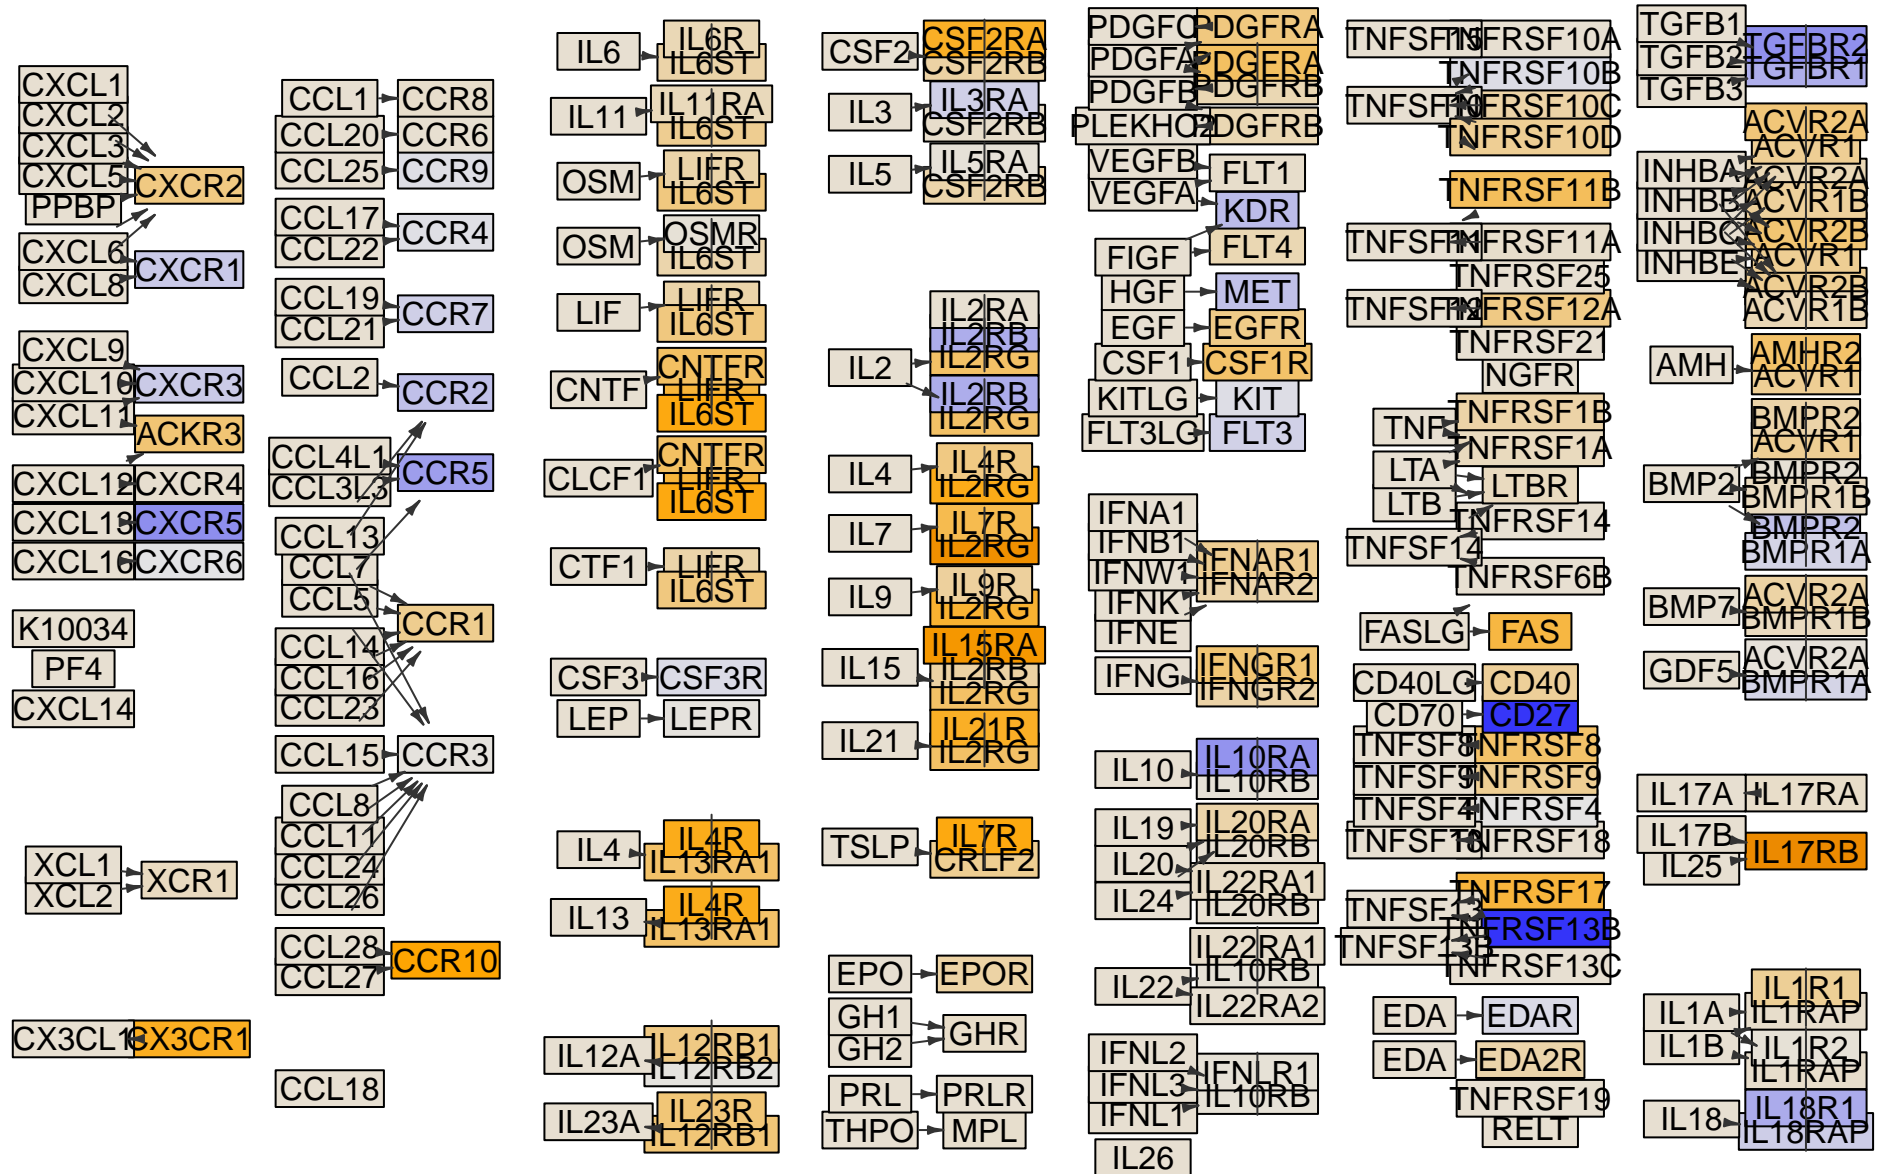 CXCL1
CXCL2
CXCL3
CXCL5
PPBP
CXCL6
CXCL8
CXCR2
CXCR1
CXCL9
CXCL10
CXCL11
CXCR3
ACKR3
CXCL12
CXCR4
CXCL13
CXCR5
CXCL16
CXCR6
K10034
PF4
CXCL14
XCL1
XCL2
XCR1
CX3CL1
CX3CR1
CCL1
CCR8
CCL20
CCR6
CCL25
CCR9
CCL17
CCL22
CCR4
CCL19
CCL21
CCR7
CCL2
CCR2
CCL4L1
CCL3L3
CCR5
CCL13
CCL7
CCL5
CCR1
CCL14
CCL16
CCL23
CCL15
CCR3
CCL8
CCL11
CCL24
CCL26
CCL28
CCL27
CCR10
CCL18
IL6
IL6R
IL6ST
IL11
IL11RA
IL6ST
OSM
LIFR
IL6ST
OSM
OSMR
IL6ST
LIF
LIFR
IL6ST
CNTF
CNTFR
LIFR
IL6ST
CLCF1
CNTFR
LIFR
IL6ST
CTF1
LIFR
IL6ST
CSF3
CSF3R
LEP
LEPR
IL4
IL4R
IL13RA1
IL13
IL4R
IL13RA1
IL12A
IL12RB1
IL12RB2
IL23A
IL23R
IL12RB1
CSF2
CSF2RA
CSF2RB
IL3
IL3RA
CSF2RB
IL5
IL5RA
CSF2RB
IL2
IL2RA
IL2RB
IL2RG
IL2RB
IL2RG
IL4
IL4R
IL2RG
IL7
IL7R
IL2RG
IL9
IL9R
IL2RG
IL15
IL15RA
IL2RB
IL2RG
IL21
IL21R
IL2RG
TSLP
IL7R
CRLF2
EPO
EPOR
GH1
GH2
GHR
PRL
PRLR
THPO
MPL
PDGFC
PDGFRA
PDGFA
PDGFRA
PDGFB
PDGFRB
PLEKHO2
PDGFRB
VEGFB
VEGFA
FLT1
KDR
FIGF
FLT4
HGF
MET
EGF
EGFR
CSF1
CSF1R
KITLG
KIT
FLT3LG
FLT3
IFNA1
IFNB1
IFNW1
IFNK
IFNE
IFNAR1
IFNAR2
IFNG
IFNGR1
IFNGR2
IL10
IL10RA
IL10RB
IL19
IL20
IL24
IL20RA
IL20RB
IL22RA1
IL20RB
IL22
IL22RA1
IL10RB
IL22RA2
IFNL2
IFNL3
IFNL1
IFNLR1
IL10RB
IL26
TNFSF15
TNFRSF10A
TNFRSF10B
TNFSF10
TNFRSF10C
TNFRSF10D
TNFRSF11B
TNFSF11
TNFRSF11A
TNFRSF25
TNFSF12
TNFRSF12A
TNFRSF21
NGFR
TNF
TNFRSF1B
TNFRSF1A
LTA
LTB
LTBR
TNFRSF14
TNFSF14
TNFRSF6B
FASLG
FAS
CD40LG
CD40
CD70
CD27
TNFSF8
TNFRSF8
TNFSF9
TNFRSF9
TNFSF4
TNFRSF4
TNFSF18
TNFRSF18
TNFRSF17
TNFSF13
TNFRSF13B
TNFSF13B
TNFRSF13C
EDA
EDAR
EDA
EDA2R
TNFRSF19
RELT
TGFB1
TGFB2
TGFB3
TGFBR2
TGFBR1
INHBA
INHBB
INHBC
INHBE
ACVR2A
ACVR1
ACVR2A
ACVR1B
ACVR2B
ACVR1
ACVR2B
ACVR1B
AMH
AMHR2
ACVR1
BMP2
BMPR2
ACVR1
BMPR2
BMPR1B
BMPR2
BMPR1A
BMP7
ACVR2A
BMPR1B
GDF5
ACVR2A
BMPR1A
IL17A
IL17RA
IL17B
IL25
IL17RB
IL1A
IL1B
IL1R1
IL1RAP
IL1R2
IL1RAP
IL18
IL18R1
IL18RAP